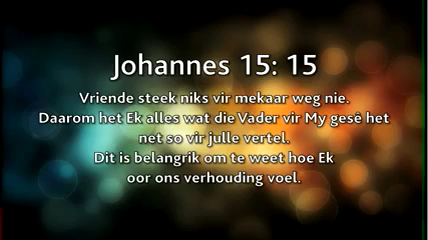 Johannes 15: 15
Vriende steek niks vir mekaar weg nie.
Daarom het Ek alles wat die Vader vir My gesê het
net so vir julle vertel.
Dit is belangrik om te weet hoe Ek
oor ons verhouding voel.